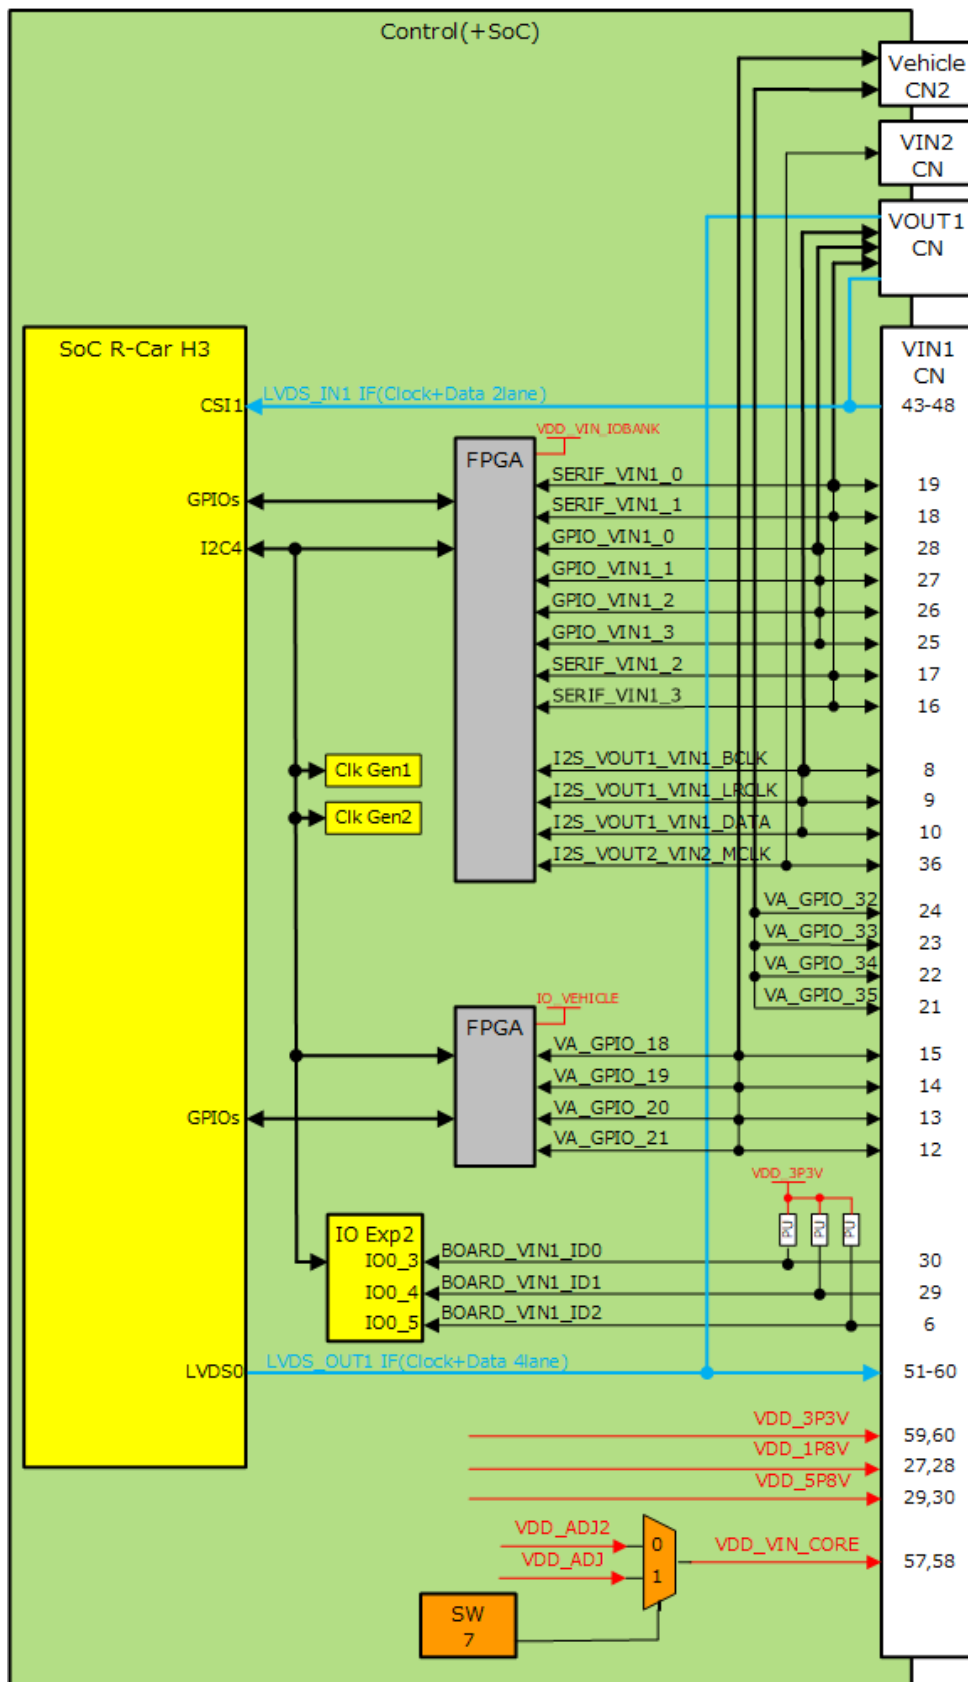 Control(+SoC)
Vehicle
CN2
VIN2
CN
VOUT1
CN
SoC R-Car H3
VIN1
CN
CSI1
LVDS_IN1 IF(Clock+Data 2lane)
43-48
VDD_VIN_IOBANK
FPGA
SERIF_VIN1_0
19
GPIOs
SERIF_VIN1_1
18
I2C4
GPIO_VIN1_0
28
GPIO_VIN1_1
27
GPIO_VIN1_2
26
GPIO_VIN1_3
25
SERIF_VIN1_2
17
SERIF_VIN1_3
16
Clk Gen1
I2S_VOUT1_VIN1_BCLK
8
I2S_VOUT1_VIN1_LRCLK
9
Clk Gen2
I2S_VOUT1_VIN1_DATA
10
I2S_VOUT2_VIN2_MCLK
36
VA_GPIO_32
24
VA_GPIO_33
23
VA_GPIO_34
22
VA_GPIO_35
21
IO_VEHICLE
FPGA
VA_GPIO_18
15
VA_GPIO_19
14
GPIOs
VA_GPIO_20
13
VA_GPIO_21
12
VDD_3P3V
PU
PU
PU
IO Exp2
IO0_3
BOARD_VIN1_ID0
30
IO0_4
BOARD_VIN1_ID1
29
IO0_5
BOARD_VIN1_ID2
6
LVDS0
LVDS_OUT1 IF(Clock+Data 4lane)
51-60
VDD_3P3V
59,60
VDD_1P8V
27,28
VDD_5P8V
29,30
VDD_ADJ2
0
VDD_ADJ
1
VDD_VIN_CORE
57,58
SW
7